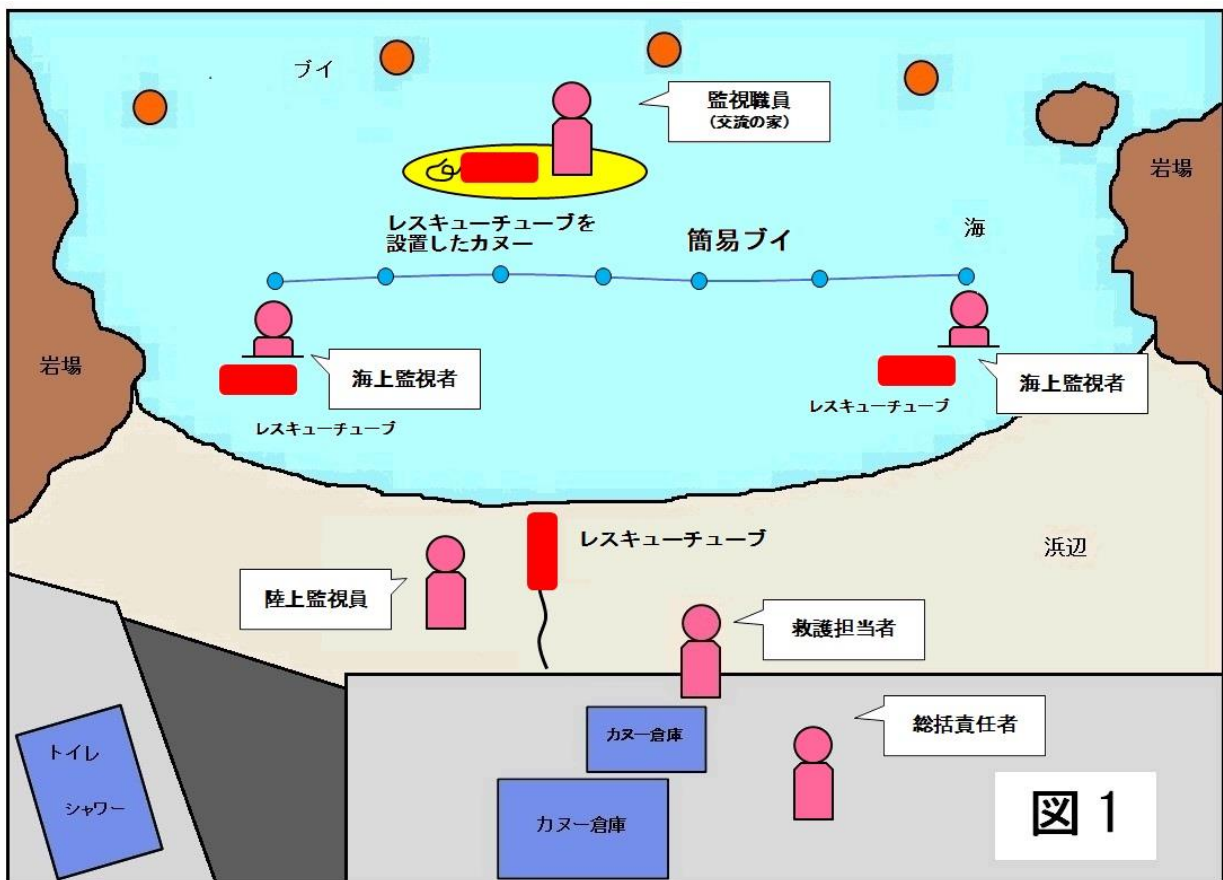 ブイ
監視職員
(交流の家)
岩場
レスキューチューブを
設置したカヌー
簡易ブイ
海
岩場
海上監視者
海上監視者
レスキューチューブ
レスキューチューブ
レスキューチューブ
浜辺
陸上監視員
救護担当者
総括責任者
カヌー倉庫
トイレ
シャワー
カヌー倉庫
図1